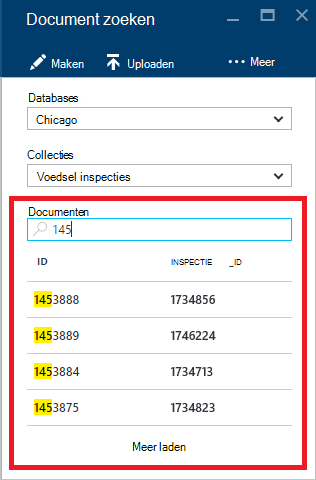 Document zoeken
Maken Uploaden ••• Meer
Databases
Chicago
Collecties
Voedsel inspecties
Documenten
145
ID INSPECTIE _ID
1453888 1734856
1453889 1746224
1453884 1734713
1453875 1734823
Meer laden